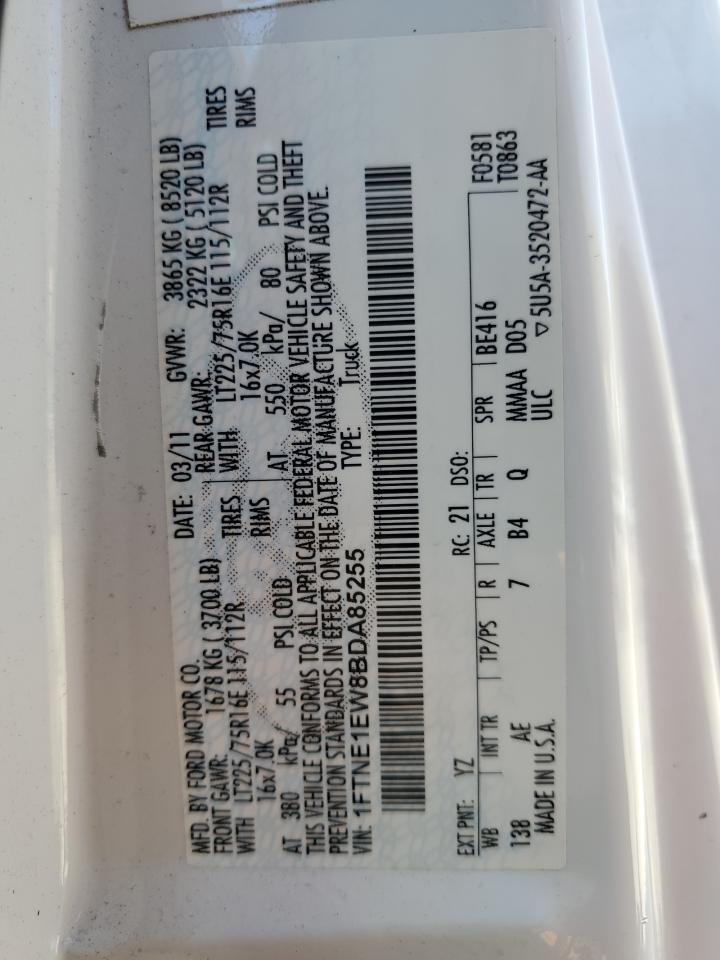 MFD. BY FORD MOTOR CO. DATE: 03/11 GVWR: 3865 KG ( 8520 LB)
FRONT GAWR: 1678 KG ( 3700 LB) REAR GAWR: 2322 KG ( 5120 LB)
WITH LT225/75R16E 115/112R TIRES WITH LT225/75R16E 115/112R TIRES
16x7.0K RIMS 16x7.0K RIMS
AT 380 kPa/ 55 PSI COLD AT 550 kPa/ 80 PSI COLD
THIS VEHICLE CONFORMS TO ALL APPLICABLE FEDERAL MOTOR VEHICLE SAFETY AND THEFT
PREVENTION STANDARDS IN EFFECT ON THE DATE OF MANUFACTURE SHOWN ABOVE.
VIN: 1FTNE1EW8BDA85255 TYPE: Truck
EXT PNT: YZ RC: 21 DSO: F0581
WB INT TR TP/PS R AXLE TR SPR BE416 T0863
138 AE 7 B4 Q MMAA D05
MADE IN U.S.A. ULC ▽5U5A-3520472-AA